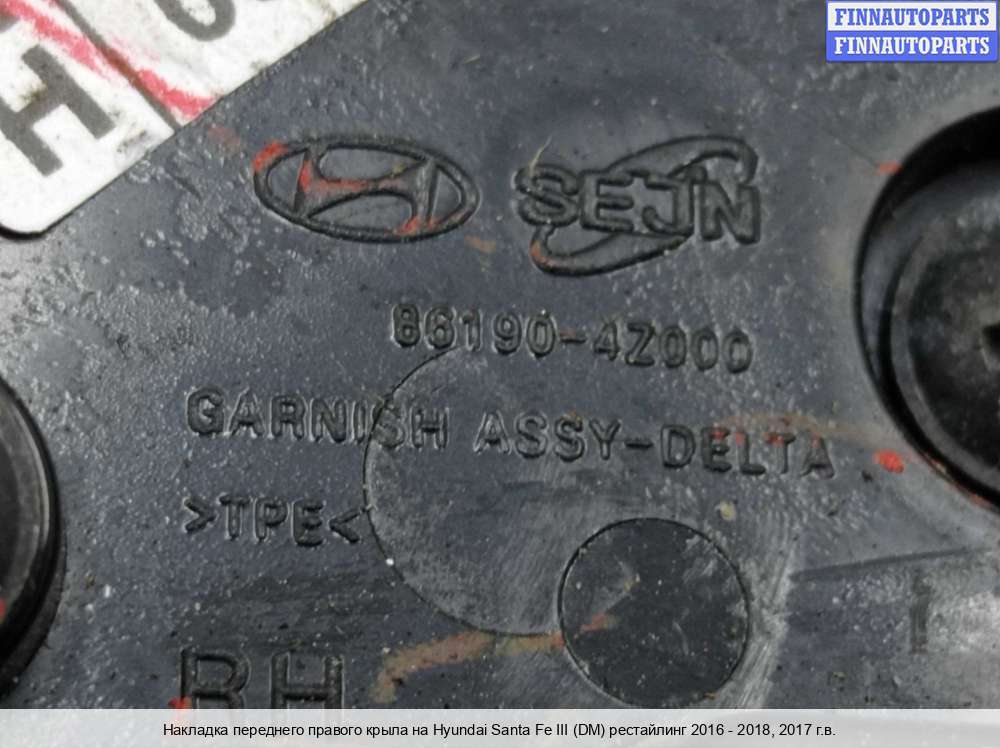 FINNAUTOPARTS
FINNAUTOPARTS
H
SEJN
86190-4Z000
GARNISH ASSY-DELTA
>TPE<
RH
Накладка переднего правого крыла на Hyundai Santa Fe III (DM) рестайлинг 2016 - 2018, 2017 г.в.